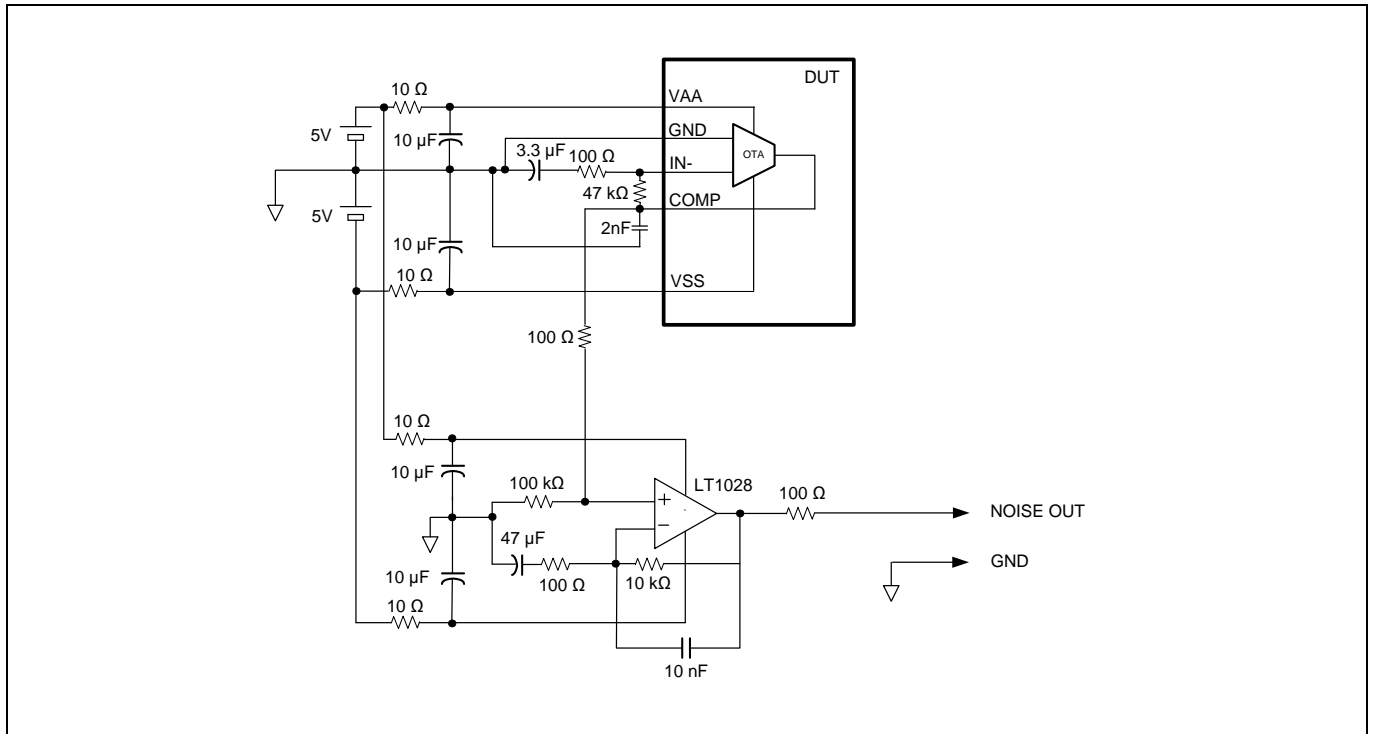 DUT
10 Ω
VAA
5V
10 µF
GND
3.3 µF
100 Ω
IN-
OTA
47 kΩ
COMP
5V
2nF
10 µF
10 Ω
VSS
100 Ω
10 Ω
10 µF
100 kΩ
LT1028
100 Ω
+
NOISE OUT
−
47 µF
GND
10 µF
100 Ω
10 kΩ
10 Ω
10 nF